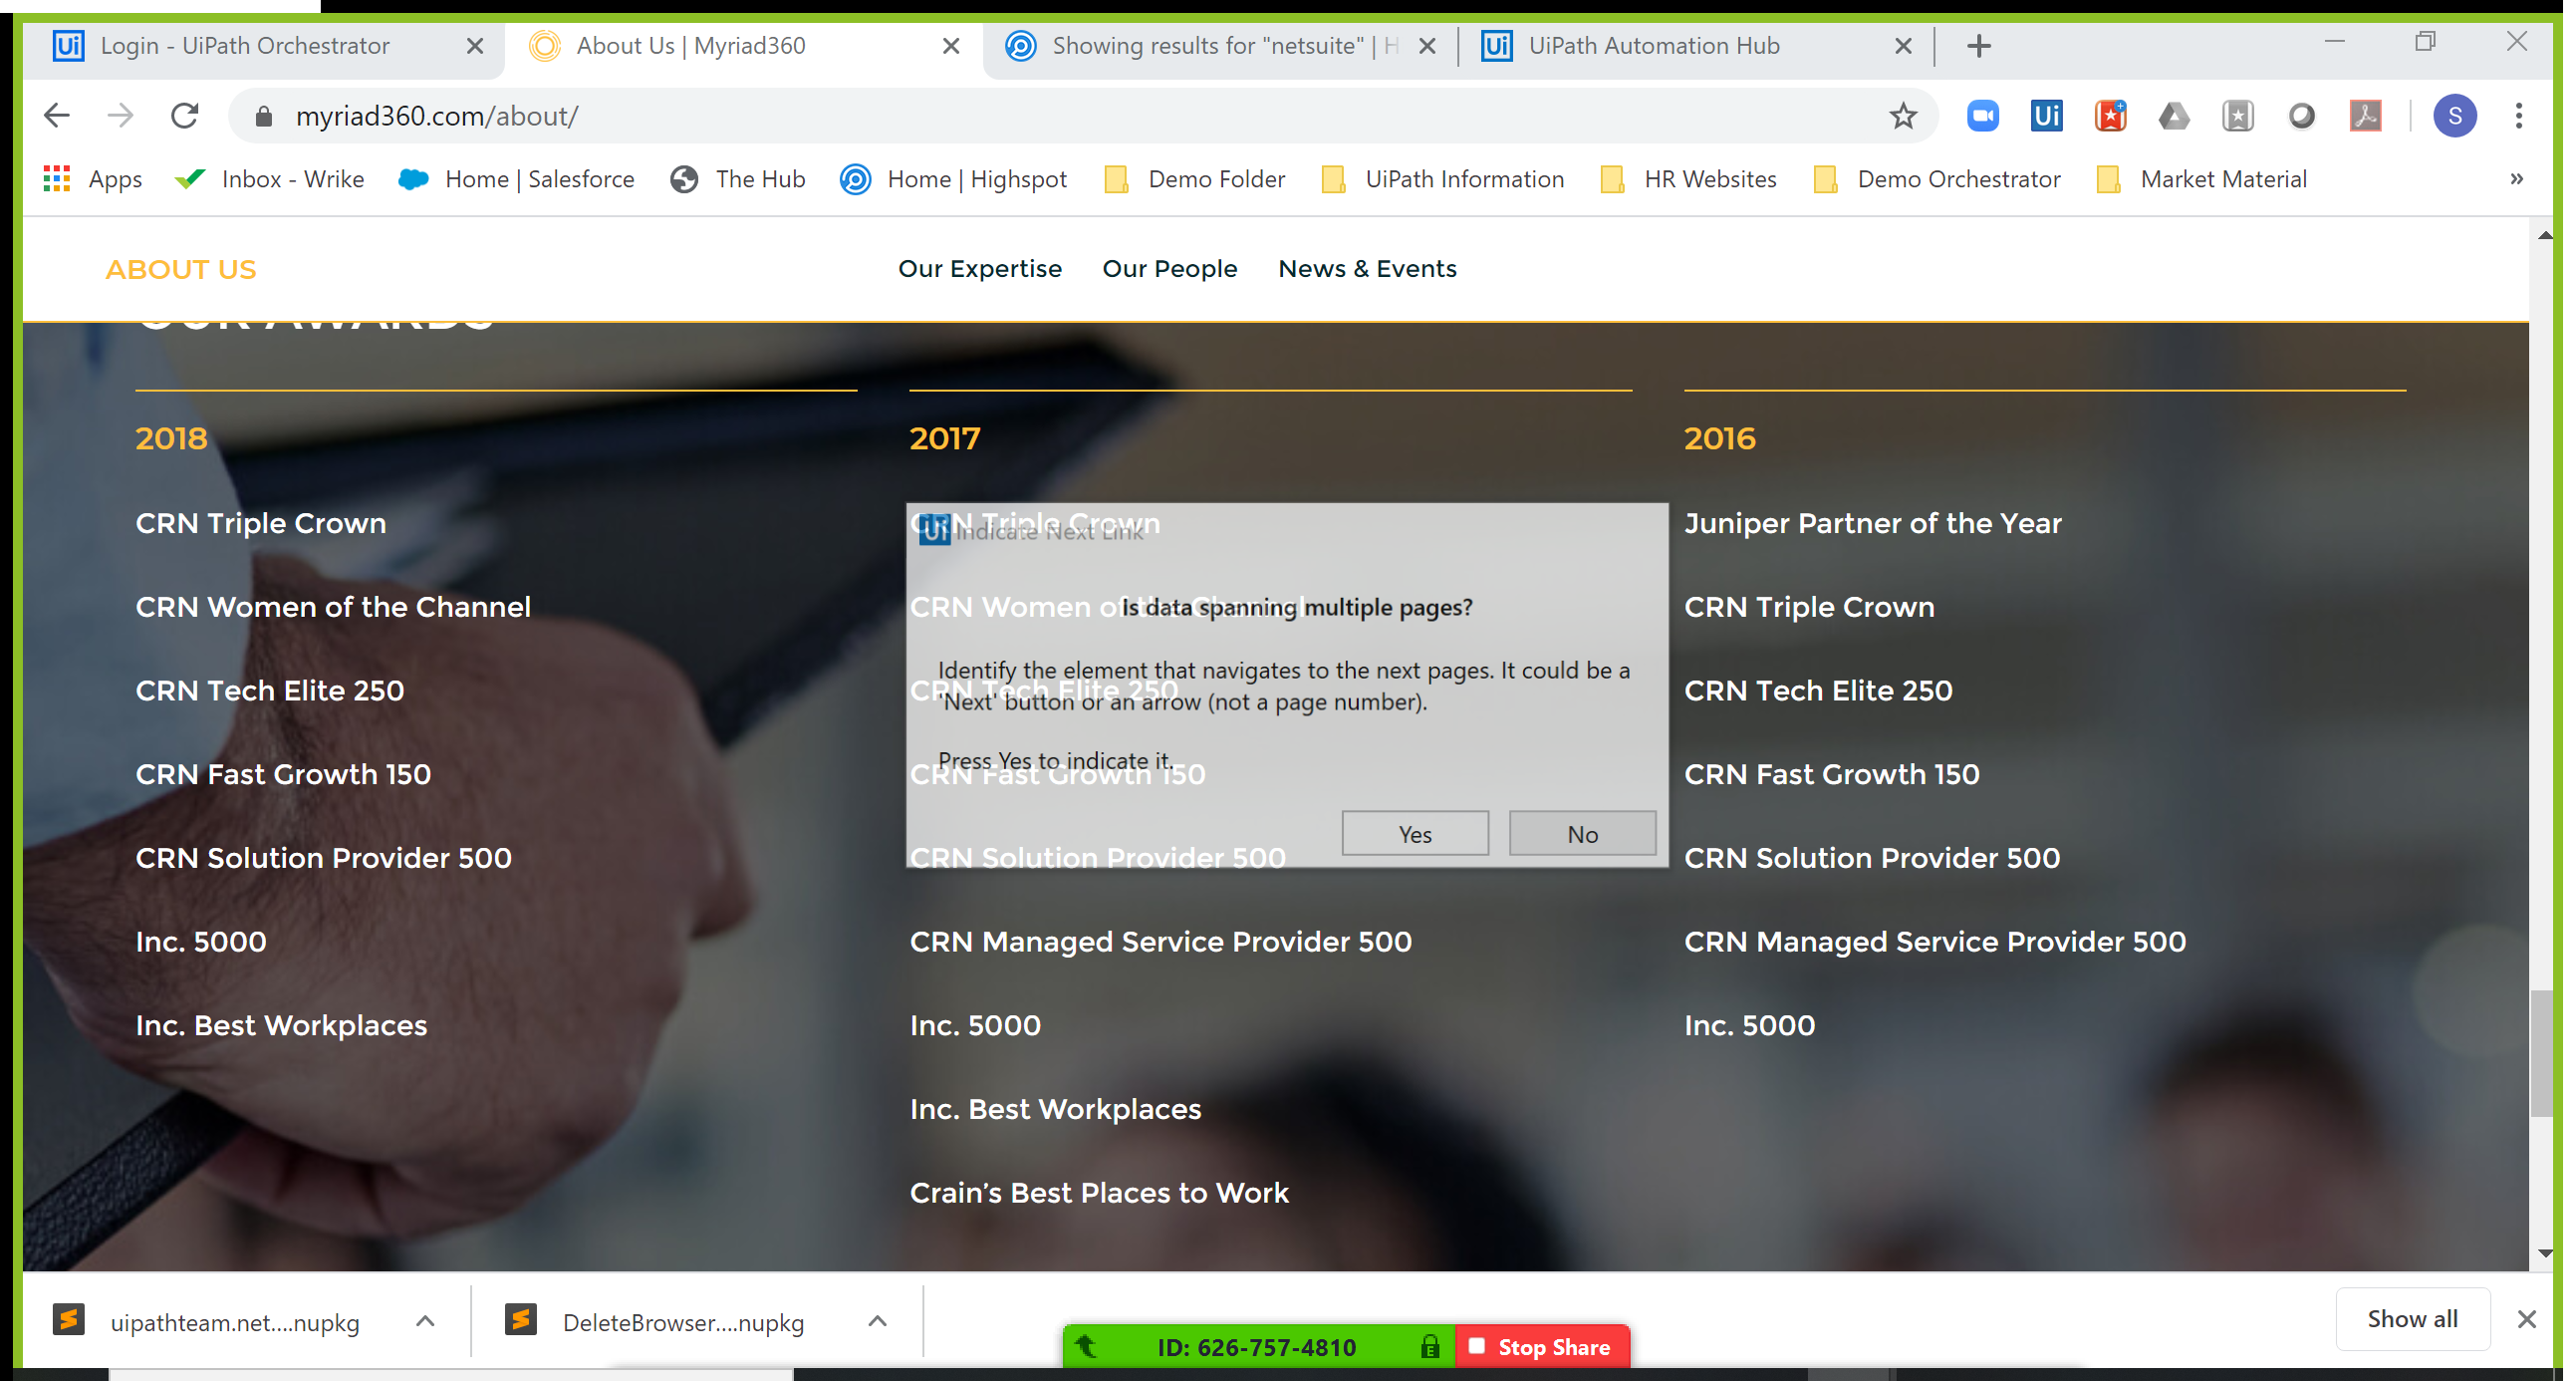 Login - UiPath Orchestrator
About Us | Myriad360
Showing results for "netsuite" | H
UiPath Automation Hub
myriad360.com/about/
S
Apps
Inbox - Wrike
Home | Salesforce
The Hub
Home | Highspot
Demo Folder
UiPath Information
HR Websites
Demo Orchestrator
Market Material
»
ABOUT US
Our Expertise
Our People
News & Events
OUR AWARDS
2018
CRN Triple Crown
CRN Women of the Channel
CRN Tech Elite 250
CRN Fast Growth 150
CRN Solution Provider 500
Inc. 5000
Inc. Best Workplaces
2017
CRN Triple Crown
CRN Women of the Channel
CRN Tech Elite 250
CRN Fast Growth 150
CRN Solution Provider 500
CRN Managed Service Provider 500
Inc. 5000
Inc. Best Workplaces
Crain's Best Places to Work
2016
Juniper Partner of the Year
CRN Triple Crown
CRN Tech Elite 250
CRN Fast Growth 150
CRN Solution Provider 500
CRN Managed Service Provider 500
Inc. 5000
Ui Indicate Next Link
Is data spanning multiple pages?
Identify the element that navigates to the next pages. It could be a
'Next' button or an arrow (not a page number).
Press Yes to indicate it.
Yes
No
uipathteam.net....nupkg
DeleteBrowser....nupkg
Show all
ID: 626-757-4810
Stop Share